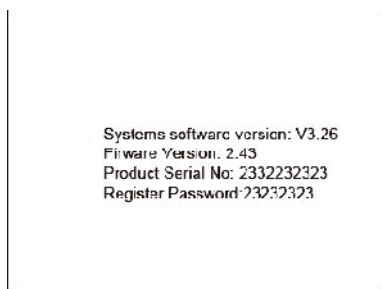 Systems software version: V3.26
Firware Version: 2.43
Product Serial No: 2332232323
Register Password:23232323